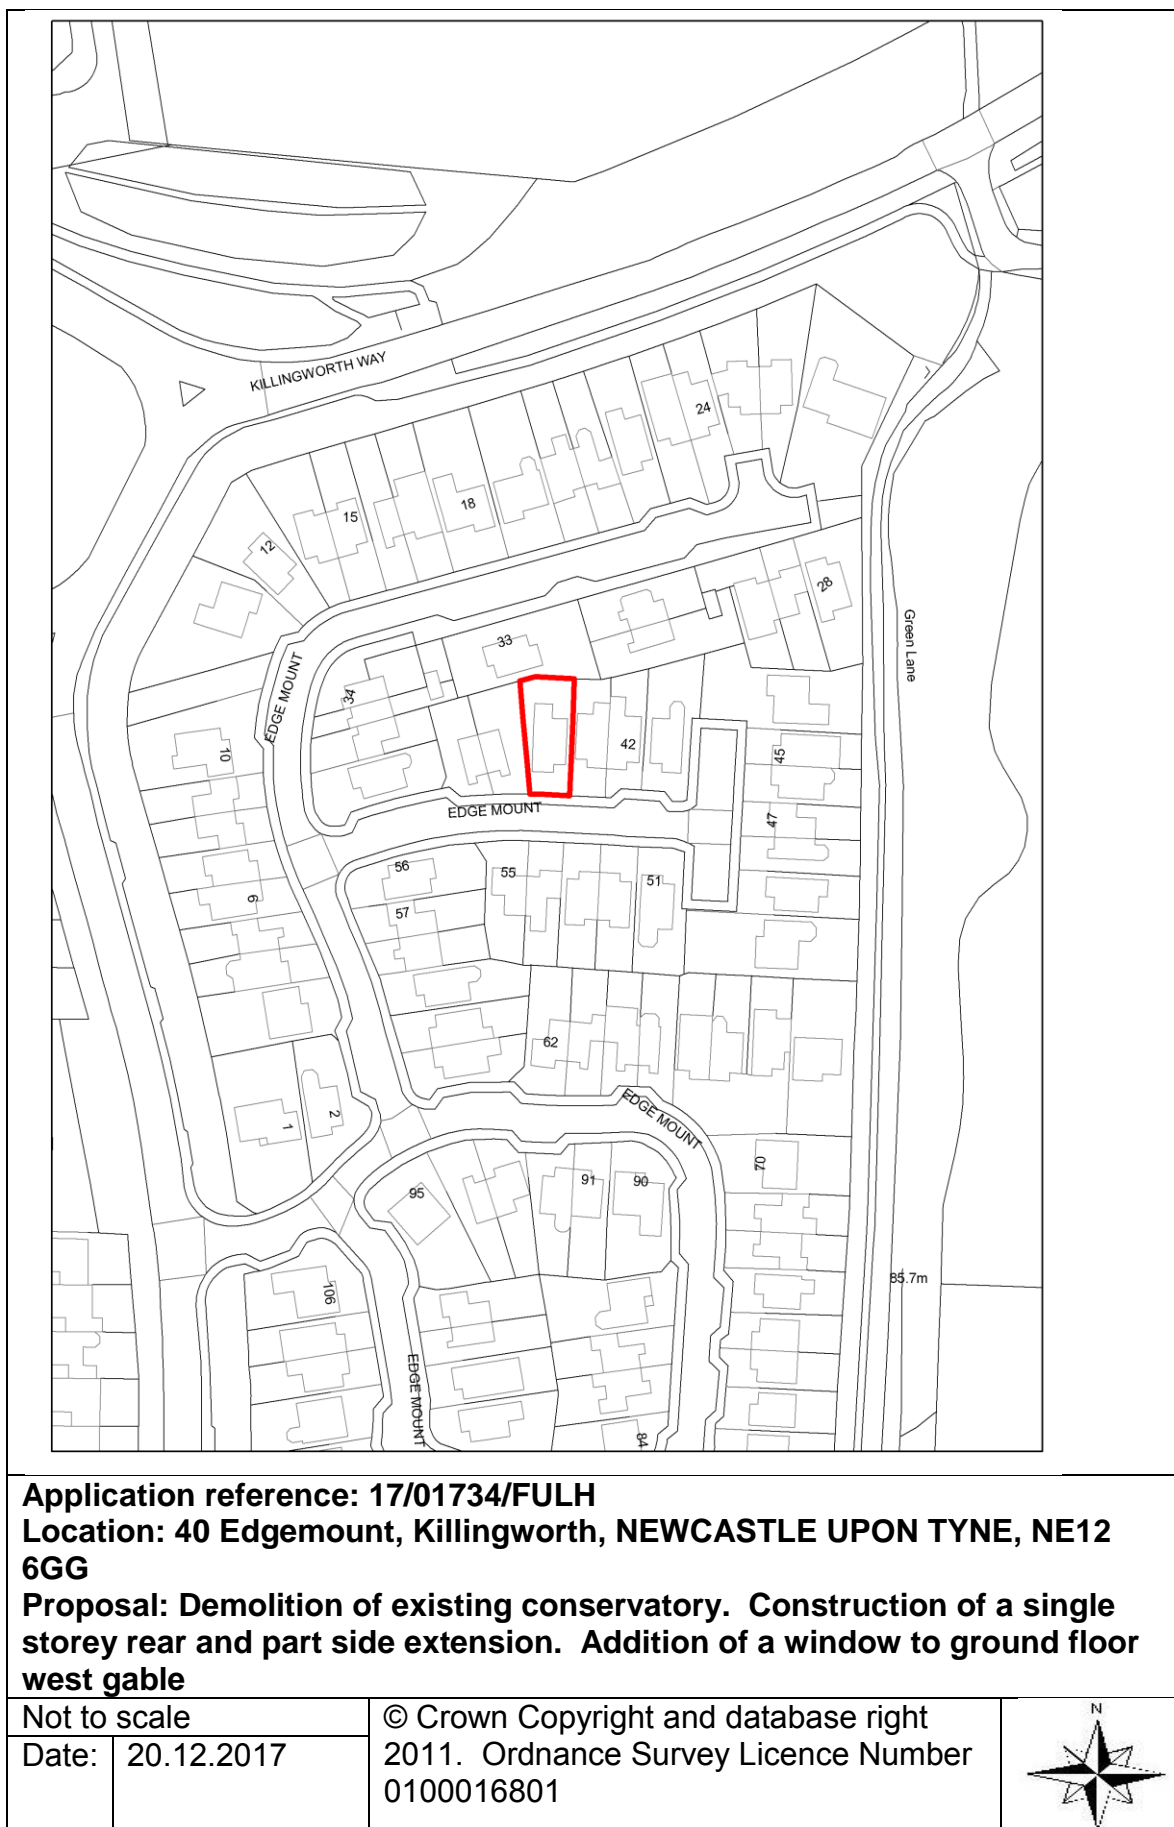 KILLINGWORTH WAY
24
18
15
12
28
Green Lane
33
EDGE MOUNT
34
10
42
45
EDGE MOUNT
47
56
55
51
6
57
62
EDGE MOUNT
2
1
70
95
91
90
85.7m
106
EDGE MOUNT
84
Application reference: 17/01734/FULH
Location: 40 Edgemount, Killingworth, NEWCASTLE UPON TYNE, NE12
6GG
Proposal: Demolition of existing conservatory. Construction of a single
storey rear and part side extension. Addition of a window to ground floor
west gable
Not to scale
Date: 20.12.2017
© Crown Copyright and database right
2011. Ordnance Survey Licence Number
0100016801
N